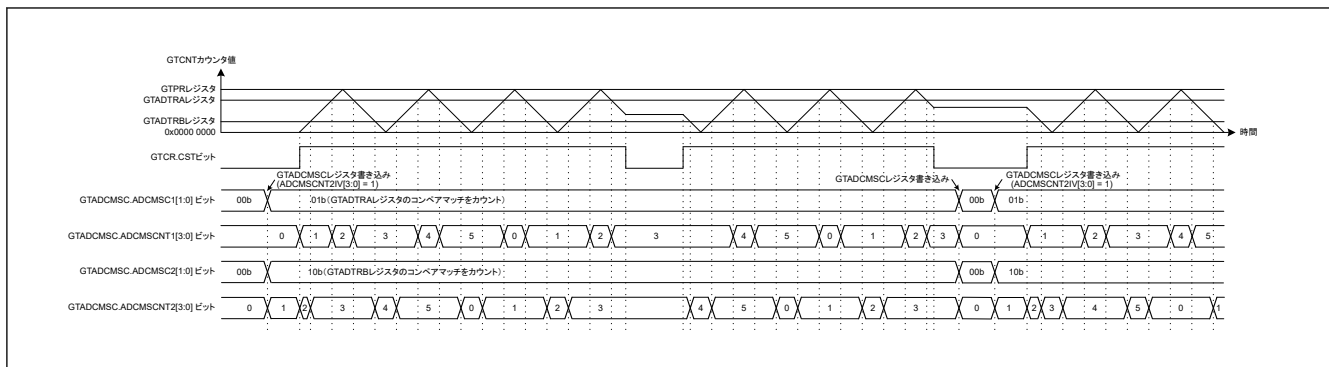 GTCNTカウンタ値
GTPRレジスタ
GTADTRAレジスタ
GTADTRBレジスタ
0x0000 0000
時間
GTCR.CSTビット
GTADCMSCレジスタ書き込み
(ADCMSCNT2IV[3:0] = 1)
GTADCMSCレジスタ書き込み
GTADCMSCレジスタ書き込み
(ADCMSCNT2IV[3:0] = 1)
GTADCMSC.ADCMSC1[1:0] ビット 00b 01b(GTADTRAレジスタのコンペアマッチをカウント) 00b 01b
GTADCMSC.ADCMSCNT1[3:0] ビット 0 1 2 3 4 5 0 1 2 3 4 5 0 1 2 3 0 1 2 3 4 5
GTADCMSC.ADCMSC2[1:0] ビット 00b 10b(GTADTRBレジスタのコンペアマッチをカウント) 00b 10b
GTADCMSC.ADCMSCNT2[3:0] ビット 0 1 2 3 4 5 0 1 2 3 4 5 0 1 2 3 0 1 2 3 4 5 0 1